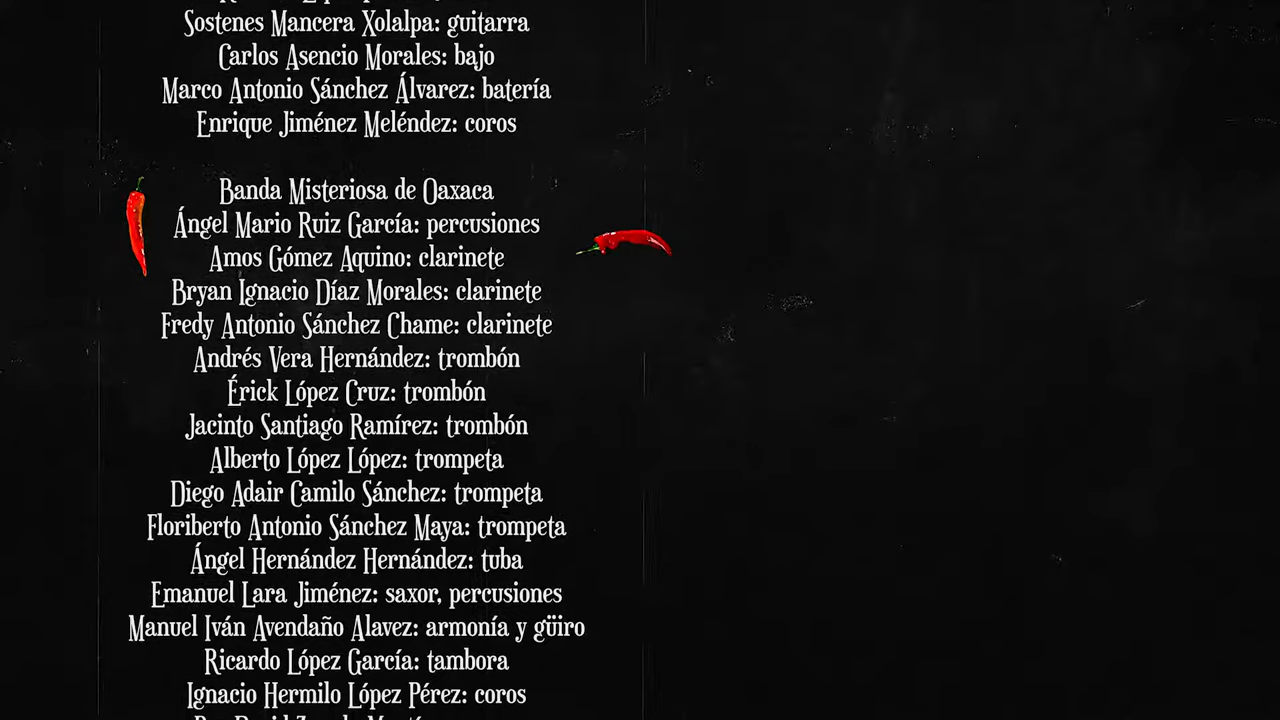 Sostenes Mancera Xolalpa: guitarra
Carlos Asencio Morales: bajo
Marco Antonio Sánchez Álvarez: batería
Enrique Jiménez Meléndez: coros
Banda Misteriosa de Oaxaca
Ángel Mario Ruiz García: percusiones
Amos Gómez Aquino: clarinete
Bryan Ignacio Díaz Morales: clarinete
Fredy Antonio Sánchez Chame: clarinete
Andrés Vera Hernández: trombón
Érick López Cruz: trombón
Jacinto Santiago Ramírez: trombón
Alberto López López: trompeta
Diego Adair Camilo Sánchez: trompeta
Floriberto Antonio Sánchez Maya: trompeta
Ángel Hernández Hernández: tuba
Emanuel Lara Jiménez: saxor, percusiones
Manuel Iván Avendaño Alavez: armonía y güiro
Ricardo López García: tambora
Ignacio Hermilo López Pérez: coros